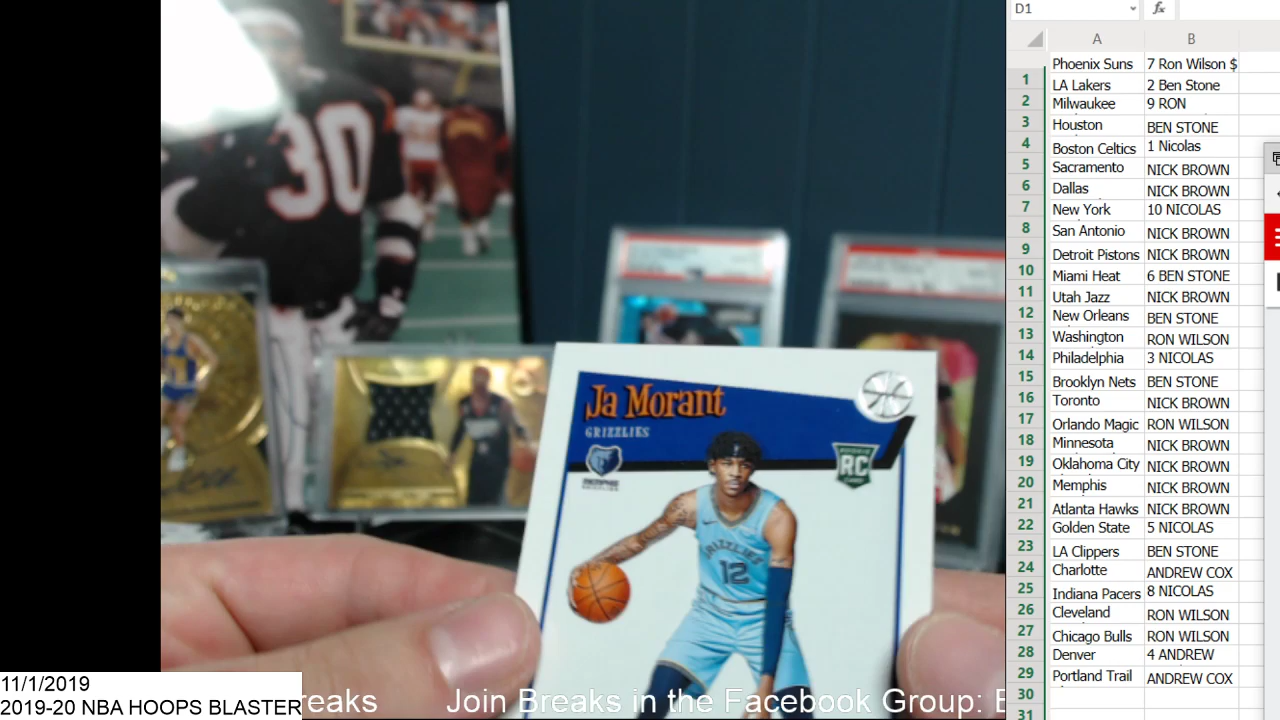 30
Ja Morant
GRIZZLIES
MEMPHIS
GRIZZLIES
RC
GRIZZLIES
12
11/1/2019
2019-20 NBA HOOPS BLASTER
reaks Join Breaks in the Facebook Group: B
D1 fx
A B
Phoenix Suns 7 Ron Wilson $
1 LA Lakers 2 Ben Stone
2 Milwaukee 9 RON
3 Houston BEN STONE
4 Boston Celtics 1 Nicolas
5 Sacramento NICK BROWN
6 Dallas NICK BROWN
7 New York 10 NICOLAS
8 San Antonio NICK BROWN
9 Detroit Pistons NICK BROWN
10 Miami Heat 6 BEN STONE
11 Utah Jazz NICK BROWN
12 New Orleans BEN STONE
13 Washington RON WILSON
14 Philadelphia 3 NICOLAS
15 Brooklyn Nets BEN STONE
16 Toronto NICK BROWN
17 Orlando Magic RON WILSON
18 Minnesota NICK BROWN
19 Oklahoma City NICK BROWN
20 Memphis NICK BROWN
21 Atlanta Hawks NICK BROWN
22 Golden State 5 NICOLAS
23 LA Clippers BEN STONE
24 Charlotte ANDREW COX
25 Indiana Pacers 8 NICOLAS
26 Cleveland RON WILSON
27 Chicago Bulls RON WILSON
28 Denver 4 ANDREW
29 Portland Trail ANDREW COX
30
31